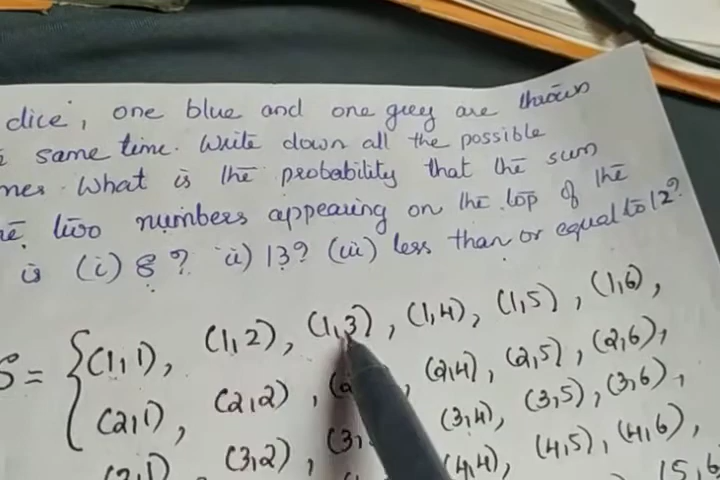 dice, one blue and one grey are thrown
same time. Write down all the possible
What is the probability that the sum
two numbers appearing on the top of the
is (i) 8? ii) 13? (iii) less than or equal to 12?
S = { (1,1), (1,2), (1,3), (1,4), (1,5), (1,6),
(2,1), (2,2), (2,4), (2,5), (2,6),
(3,2), (3,4), (3,5), (3,6),
(4,4), (4,5), (4,6),